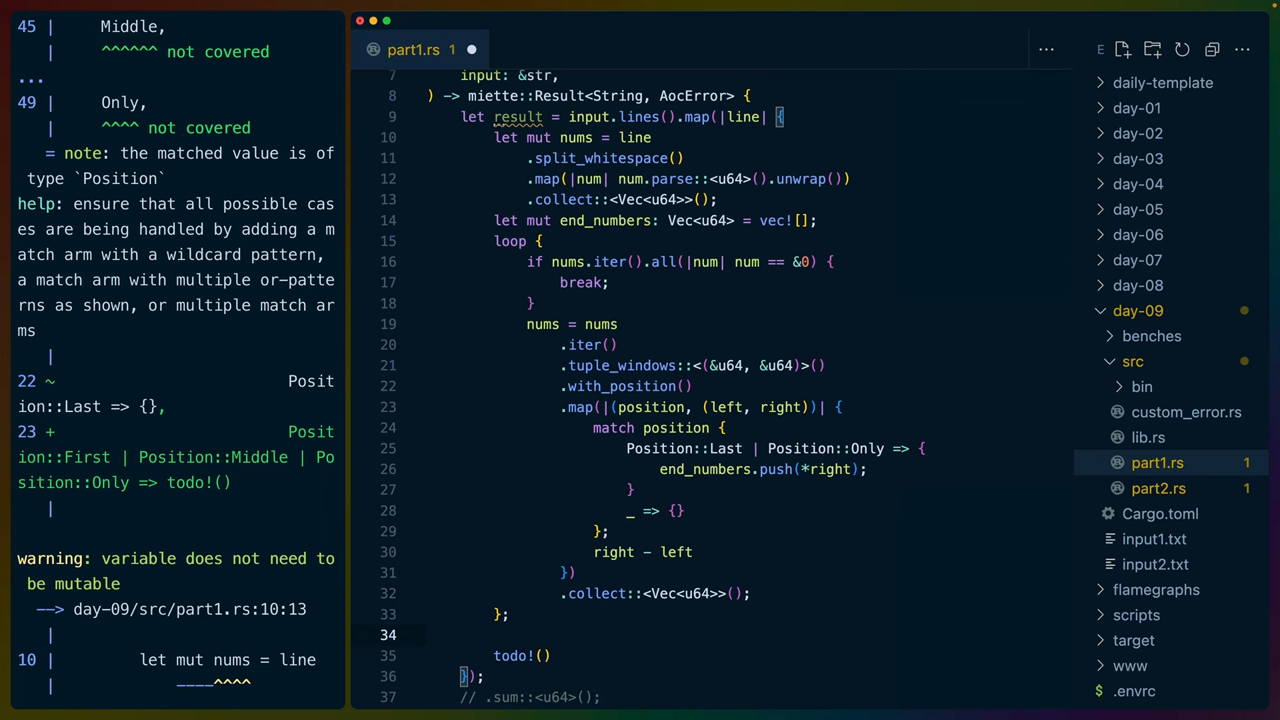 45 |     Middle,
|     ^^^^^^ not covered
...
49 |     Only,
|     ^^^^ not covered
= note: the matched value is of
type `Position`
help: ensure that all possible cas
es are being handled by adding a m
atch arm with a wildcard pattern,
a match arm with multiple or-patte
rns as shown, or multiple match ar
ms
|
22 ~ Posit
ion::Last => {},
23 + Posit
ion::First | Position::Middle | Po
sition::Only => todo!()
|
warning: variable does not need to
be mutable
--> day-09/src/part1.rs:10:13
|
10 |         let mut nums = line
|             ----^^^^
part1.rs 1
7 input: &str,
8 ) -> miette::Result<String, AocError> {
9 let result = input.lines().map(|line| {
10 let mut nums = line
11 .split_whitespace()
12 .map(|num| num.parse::<u64>().unwrap())
13 .collect::<Vec<u64>>();
14 let mut end_numbers: Vec<u64> = vec![];
15 loop {
16 if nums.iter().all(|num| num == &0) {
17 break;
18 }
19 nums = nums
20 .iter()
21 .tuple_windows::<(&u64, &u64)>()
22 .with_position()
23 .map(|(position, (left, right))| {
24 match position {
25 Position::Last | Position::Only => {
26 end_numbers.push(*right);
27 }
28 _ => {}
29 };
30 right - left
31 })
32 .collect::<Vec<u64>>();
33 };
34
35 todo!()
36 });
37 // .sum::<u64>();
E
daily-template
day-01
day-02
day-03
day-04
day-05
day-06
day-07
day-08
day-09
benches
src
bin
custom_error.rs
lib.rs
part1.rs 1
part2.rs 1
Cargo.toml
input1.txt
input2.txt
flamegraphs
scripts
target
www
$ .envrc